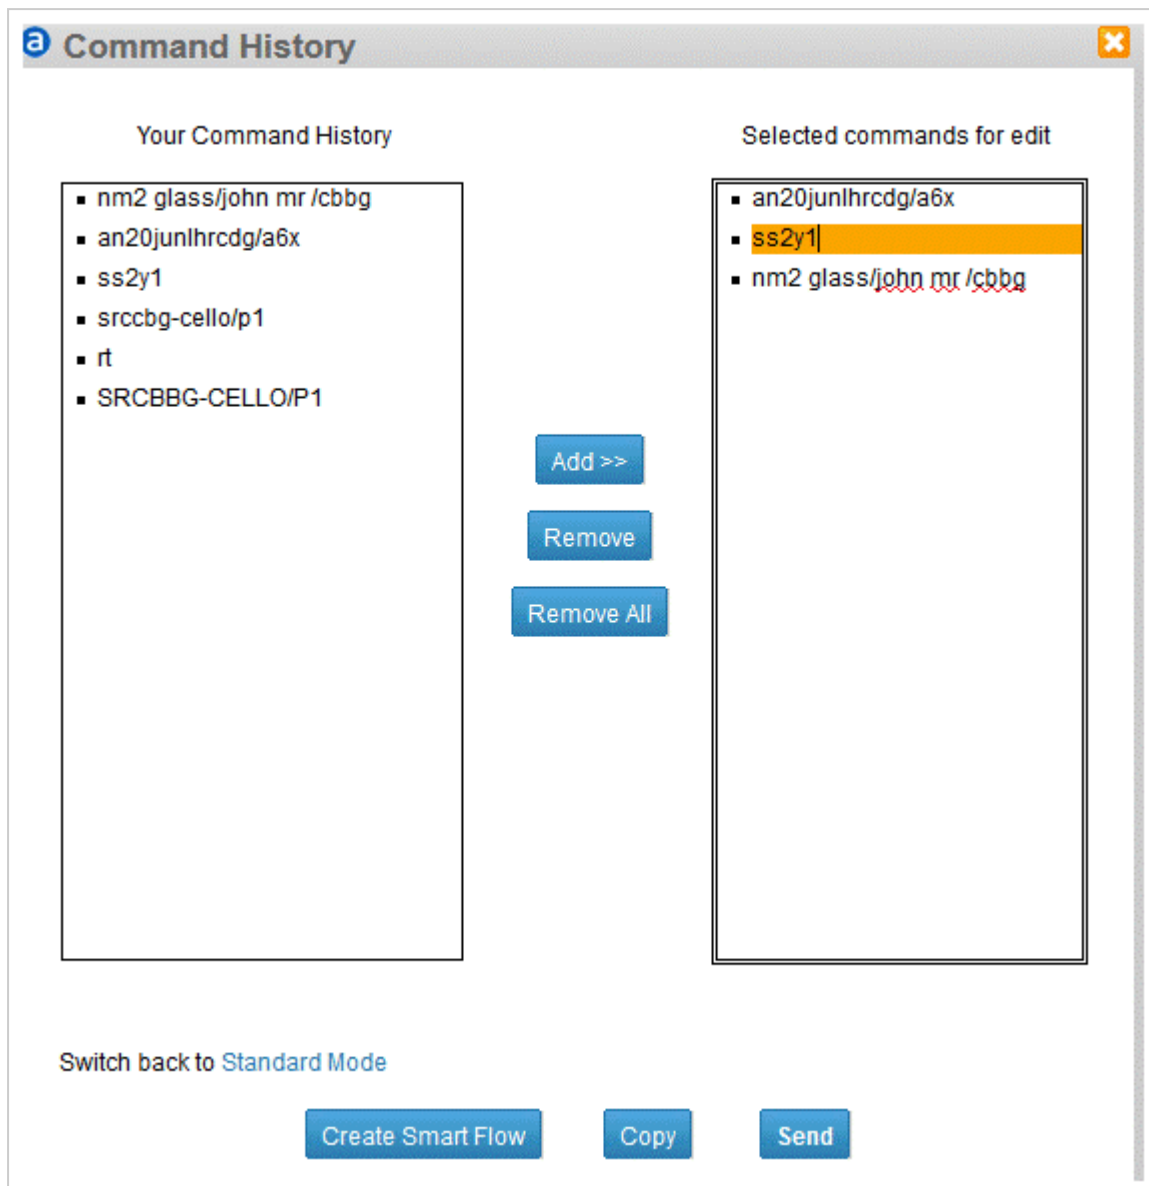 a Command History
Your Command History
nm2 glass/john mr /cbbg
an20junlhrcdg/a6x
ss2y1
srccbg-cello/p1
rt
SRCBBG-CELLO/P1
Add >>
Remove
Remove All
Selected commands for edit
an20junlhrcdg/a6x
ss2y1
nm2 glass/john mr /cbbg
Switch back to Standard Mode
Create Smart Flow
Copy
Send